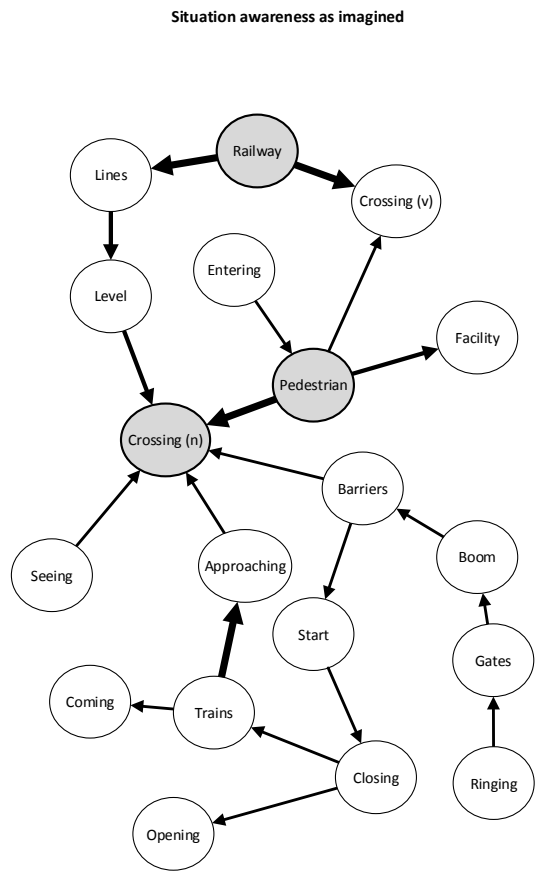 Situation awareness as imagined
Railway
Lines
Crossing (v)
Entering
Level
Facility
Pedestrian
Crossing (n)
Barriers
Boom
Approaching
Seeing
Start
Gates
Coming
Trains
Closing
Ringing
Opening